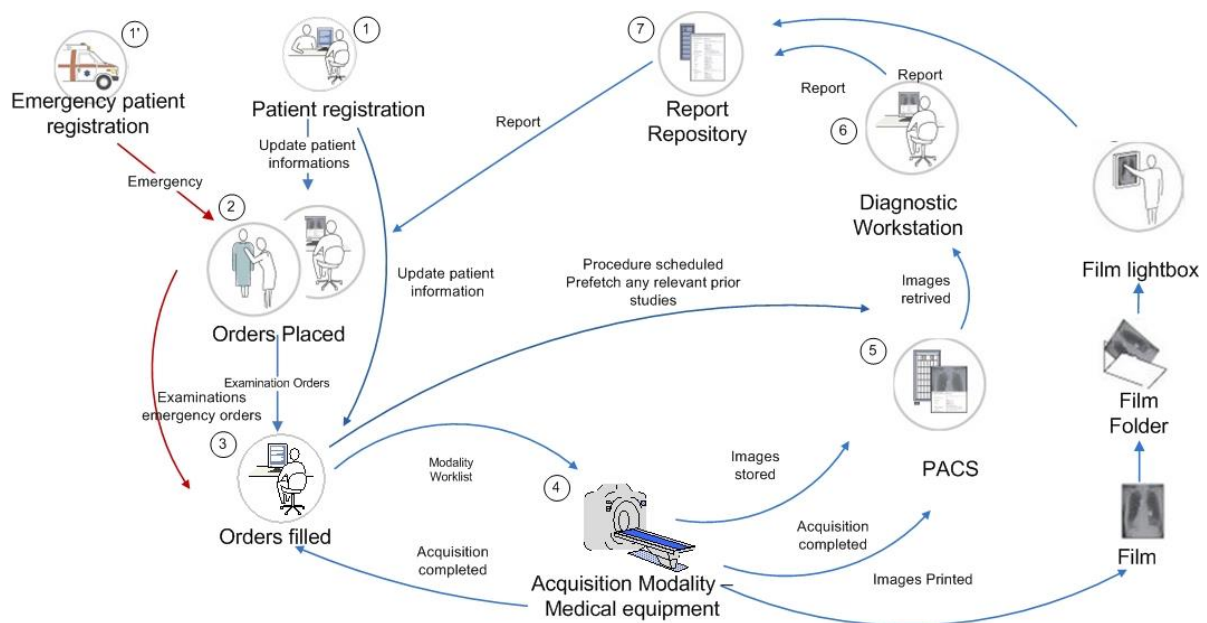 1'
Emergency patient
registration
1
Patient registration
Update patient
informations
Emergency
2
Orders Placed
Examination Orders
Examinations
emergency orders
3
Orders filled
Update patient
information
Report
7
Report
Repository
Report
Report
6
Diagnostic
Workstation
Procedure scheduled
Prefetch any relevant prior
studies
Images
retrived
5
PACS
Modality
Worklist
4
Acquisition Modality
Medical equipment
Acquisition
completed
Images
stored
Acquisition
completed
Images Printed
Film lightbox
Film
Folder
Film